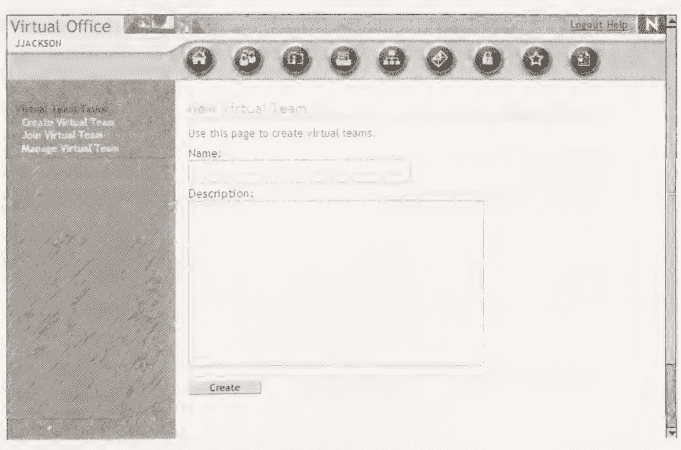 Virtual Office
Logout Help N
JJACKSON
Virtual Team Tasks
Create Virtual Team
Join Virtual Team
Manage Virtual Team
View Virtual Team
Use this page to create virtual teams.
Name:
Description:
Create